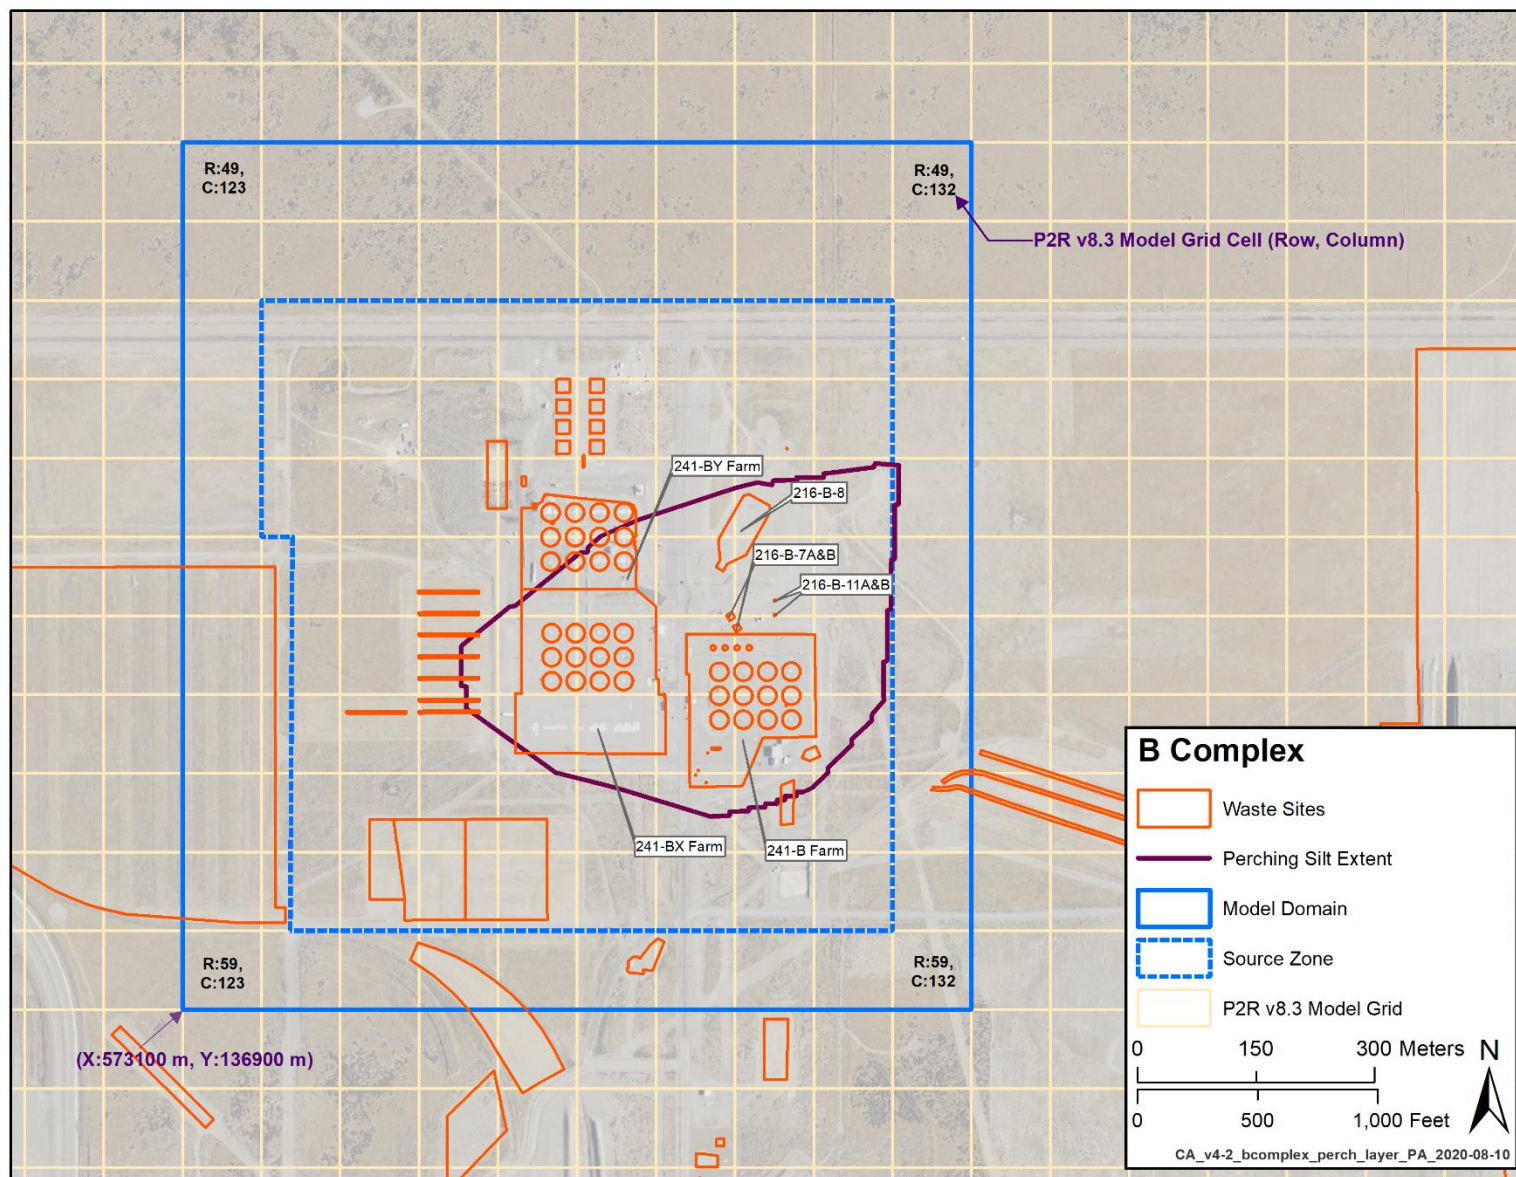 R:49,
C:123
R:49,
C:132
P2R v8.3 Model Grid Cell (Row, Column)
241-BY Farm
216-B-8
216-B-7A&B
216-B-11A&B
241-BX Farm
241-B Farm
R:59,
C:123
R:59,
C:132
(X:573100 m, Y:136900 m)
B Complex
Waste Sites
Perching Silt Extent
Model Domain
Source Zone
P2R v8.3 Model Grid
0 150 300 Meters
N
0 500 1,000 Feet
CA_v4-2_bcomplex_perch_layer_PA_2020-08-10